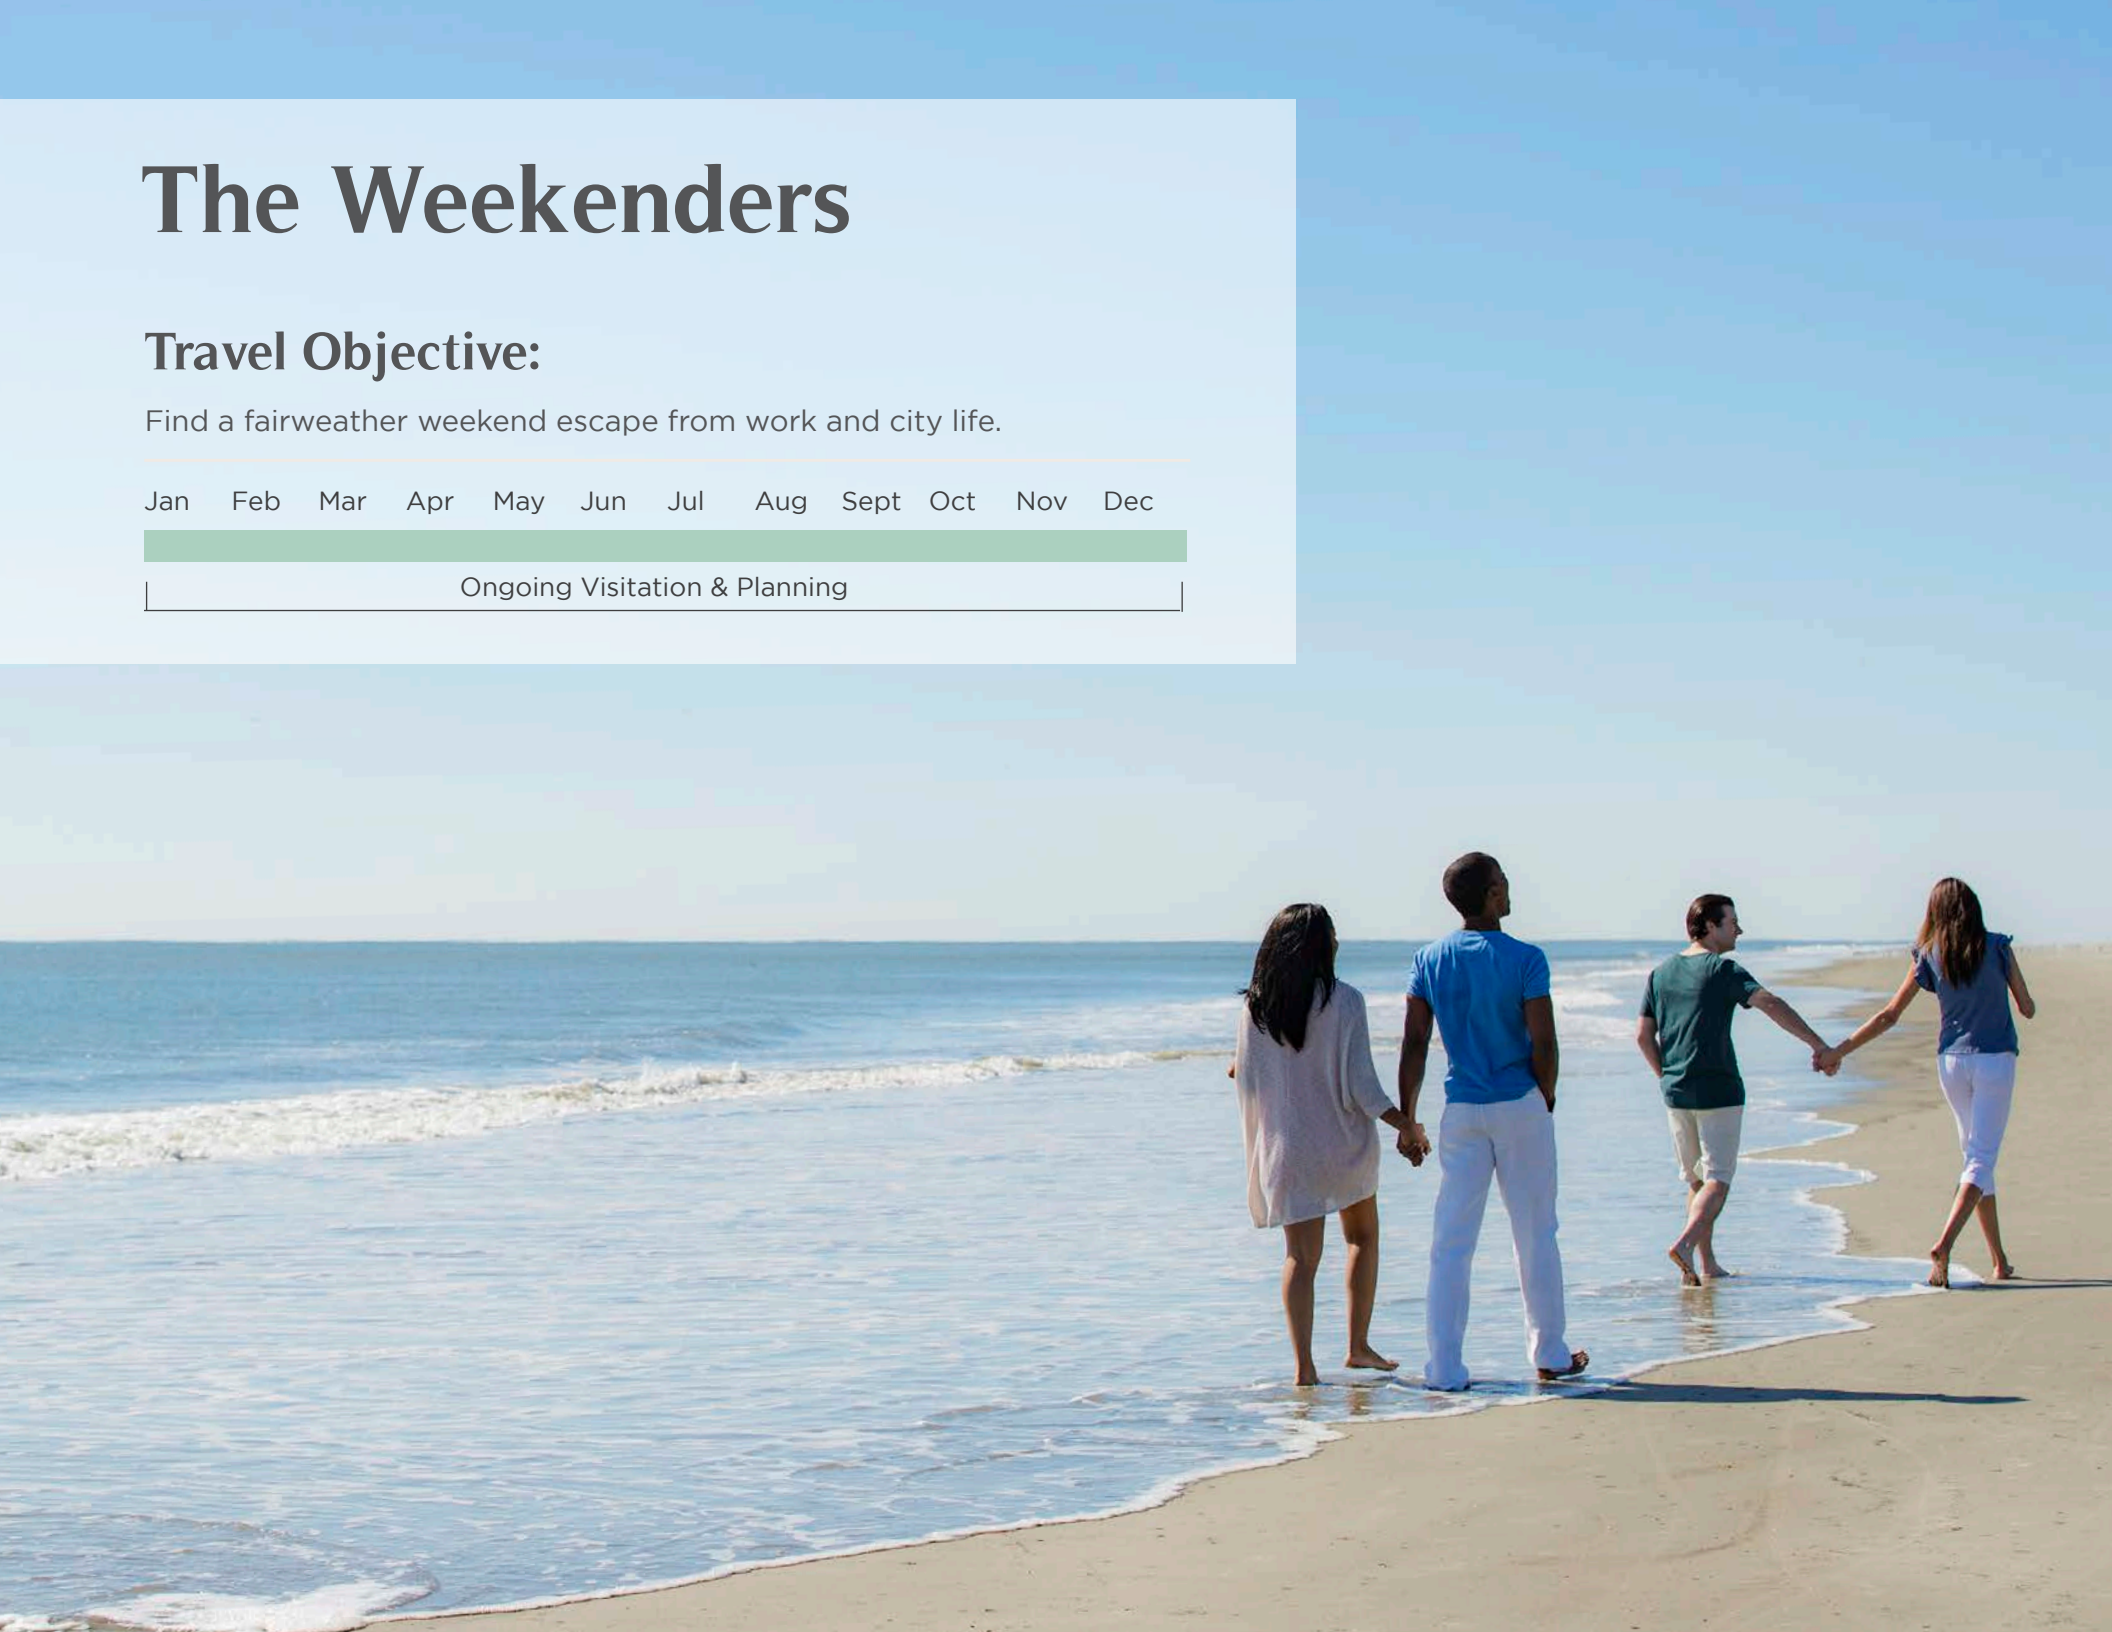 The Weekenders
Travel Objective:
Find a fairweather weekend escape from work and city life.
Jan Feb Mar Apr May Jun Jul Aug Sept Oct Nov Dec
Ongoing Visitation & Planning